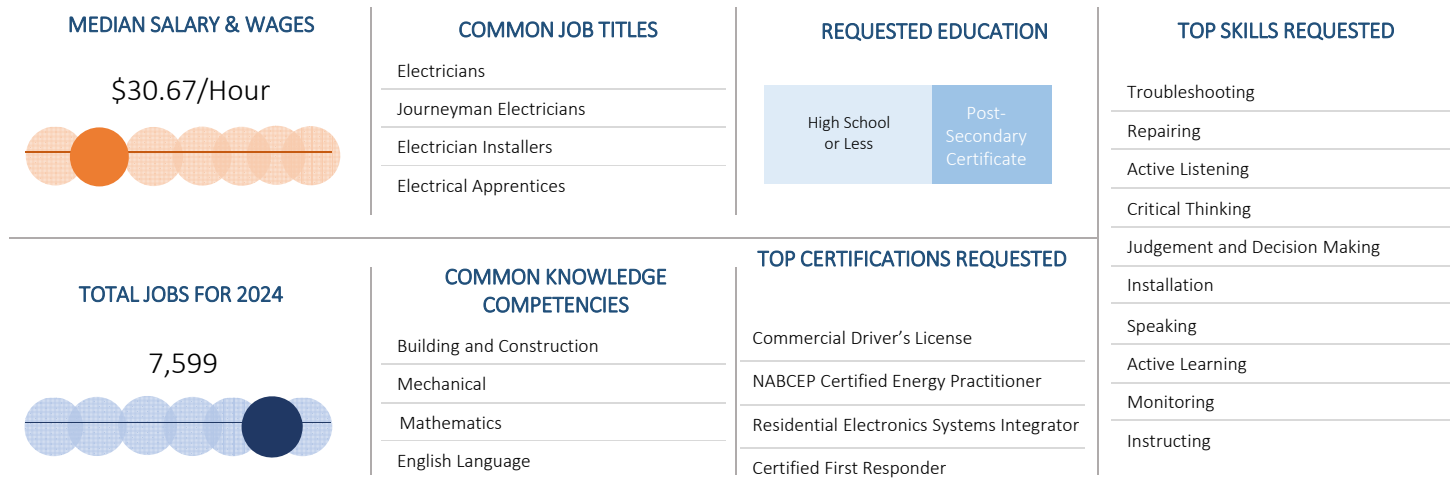 MEDIAN SALARY & WAGES
$30.67/Hour
COMMON JOB TITLES
Electricians
Journeyman Electricians
Electrician Installers
Electrical Apprentices
REQUESTED EDUCATION
High School
or Less
Post-
Secondary
Certificate
TOP SKILLS REQUESTED
Troubleshooting
Repairing
Active Listening
Critical Thinking
Judgement and Decision Making
Installation
Speaking
Active Learning
Monitoring
Instructing
TOTAL JOBS FOR 2024
7,599
COMMON KNOWLEDGE
COMPETENCIES
Building and Construction
Mechanical
Mathematics
English Language
TOP CERTIFICATIONS REQUESTED
Commercial Driver’s License
NABCEP Certified Energy Practitioner
Residential Electronics Systems Integrator
Certified First Responder